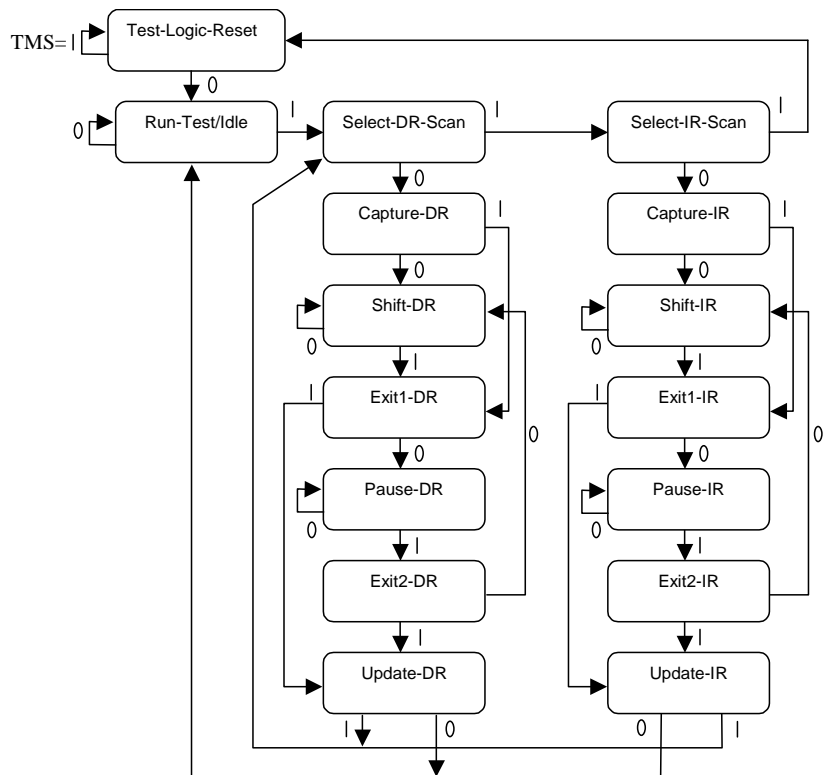 Test-Logic-Reset
TMS=1
0
Run-Test/Idle
1
Select-DR-Scan
1
Select-IR-Scan
1
0
0
0
Capture-DR
1
Capture-IR
1
0
0
Shift-DR
Shift-IR
0
1
0
1
1
Exit1-DR
1
Exit1-IR
0
0
0
0
Pause-DR
Pause-IR
0
1
0
1
Exit2-DR
Exit2-IR
1
1
Update-DR
Update-IR
1
0
0
1